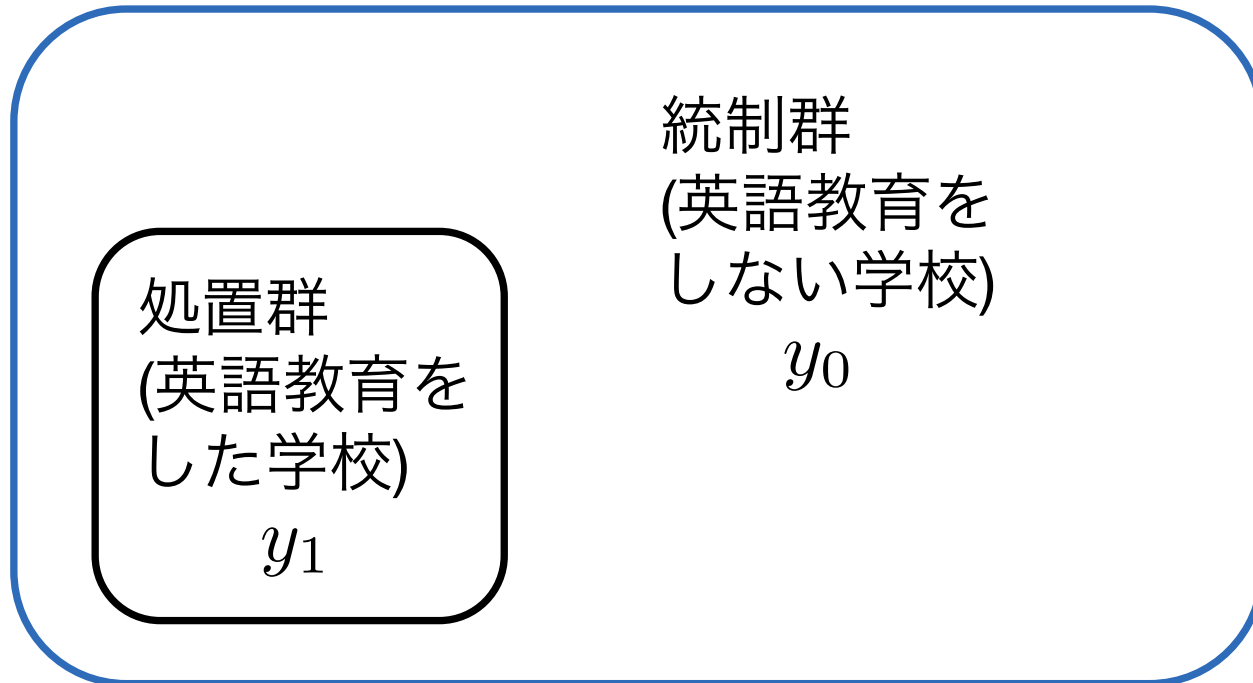 統制群
(英語教育を
しない学校)
y₀
処置群
(英語教育を
した学校)
y₁